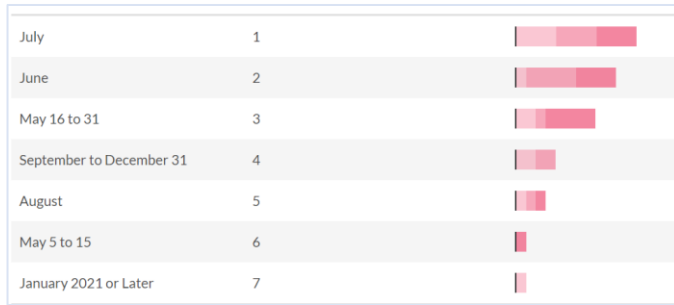 July 1
June 2
May 16 to 31 3
September to December 31 4
August 5
May 5 to 15 6
January 2021 or Later 7